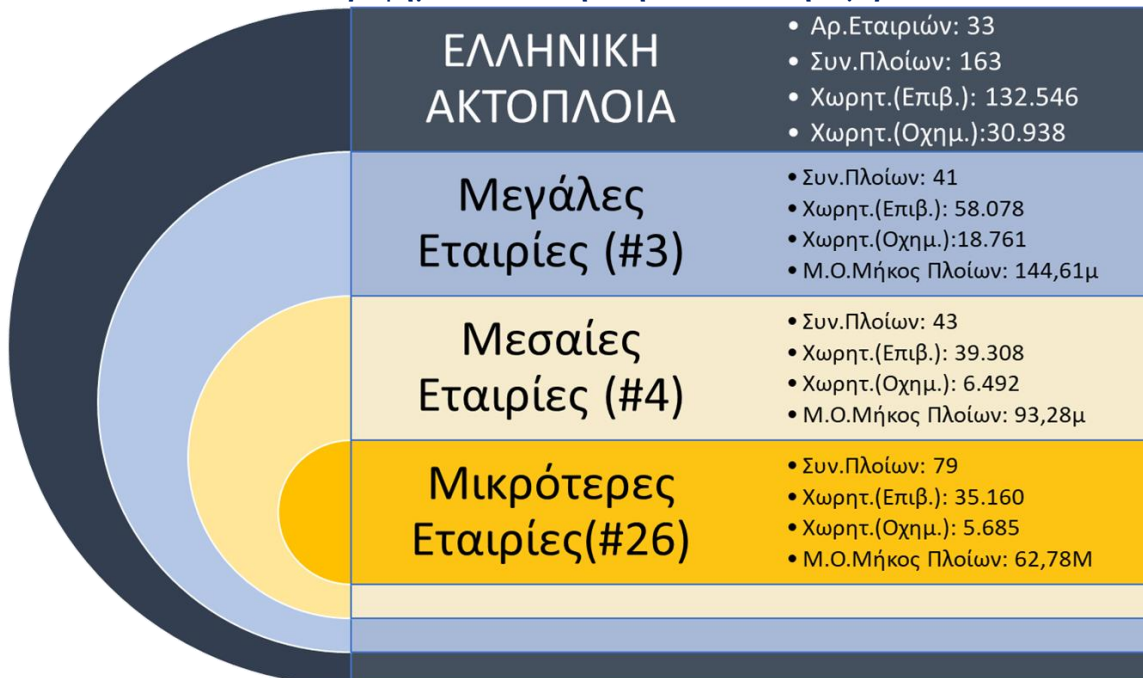 ΕΛΛΗΝΙΚΗ
ΑΚΤΟΠΛΟΙΑ
• Αρ.Εταιριών: 33
• Συν.Πλοίων: 163
• Χωρητ.(Επιβ.): 132.546
• Χωρητ.(Οχημ.):30.938
Μεγάλες
Εταιρίες (#3)
• Συν.Πλοίων: 41
• Χωρητ.(Επιβ.): 58.078
• Χωρητ.(Οχημ.):18.761
• Μ.Ο.Μήκος Πλοίων: 144,61μ
Μεσαίες
Εταιρίες (#4)
• Συν.Πλοίων: 43
• Χωρητ.(Επιβ.): 39.308
• Χωρητ.(Οχημ.): 6.492
• Μ.Ο.Μήκος Πλοίων: 93,28μ
Μικρότερες
Εταιρίες(#26)
• Συν.Πλοίων: 79
• Χωρητ.(Επιβ.): 35.160
• Χωρητ.(Οχημ.): 5.685
• Μ.Ο.Μήκος Πλοίων: 62,78Μ